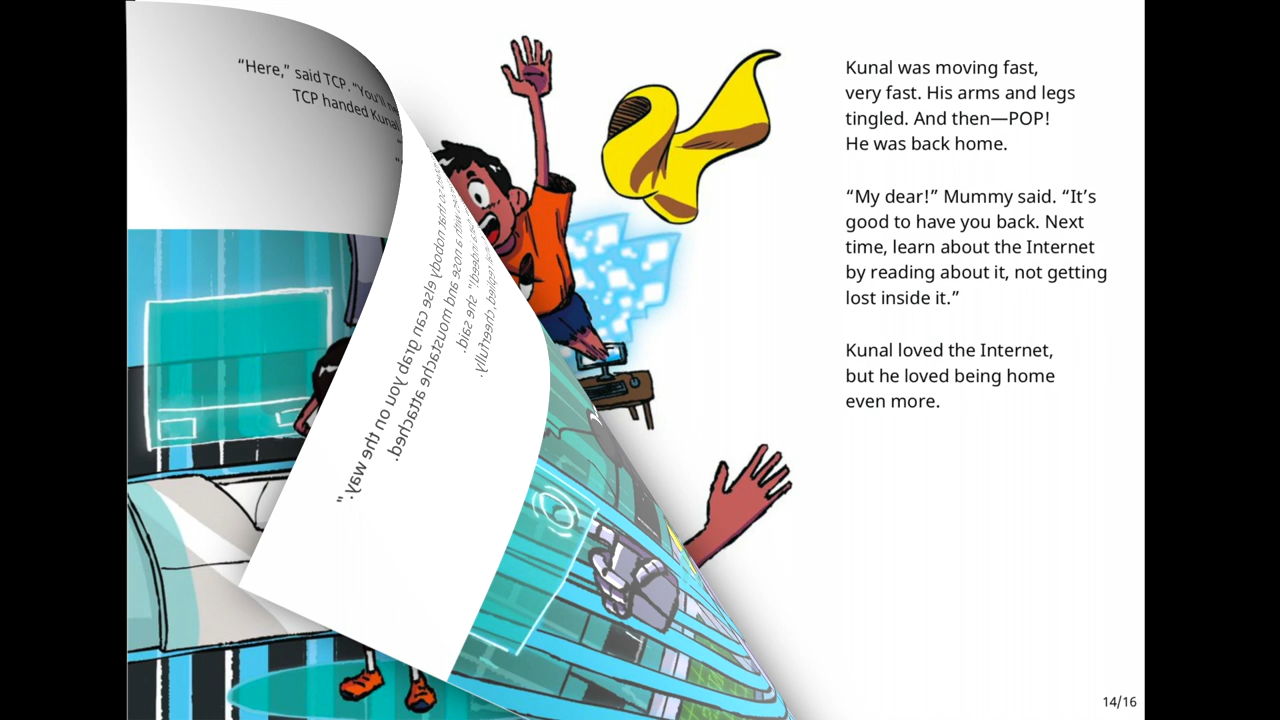 “Here,” said TCP. “You’ll
TCP handed Kunal
nobody else can grab you on the way.”
with a nose and moustache attached.
she said.
cheerfully.
Kunal was moving fast,
very fast. His arms and legs
tingled. And then—POP!
He was back home.
“My dear!” Mummy said. “It’s
good to have you back. Next
time, learn about the Internet
by reading about it, not getting
lost inside it.”
Kunal loved the Internet,
but he loved being home
even more.
14/16